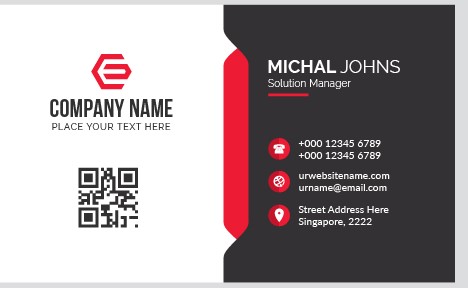 COMPANY NAME
PLACE YOUR TEXT HERE
MICHAL JOHNS
Solution Manager
+000 12345 6789
+000 12345 6789
urwebsitename.com
urname@email.com
Street Address Here
Singapore, 2222